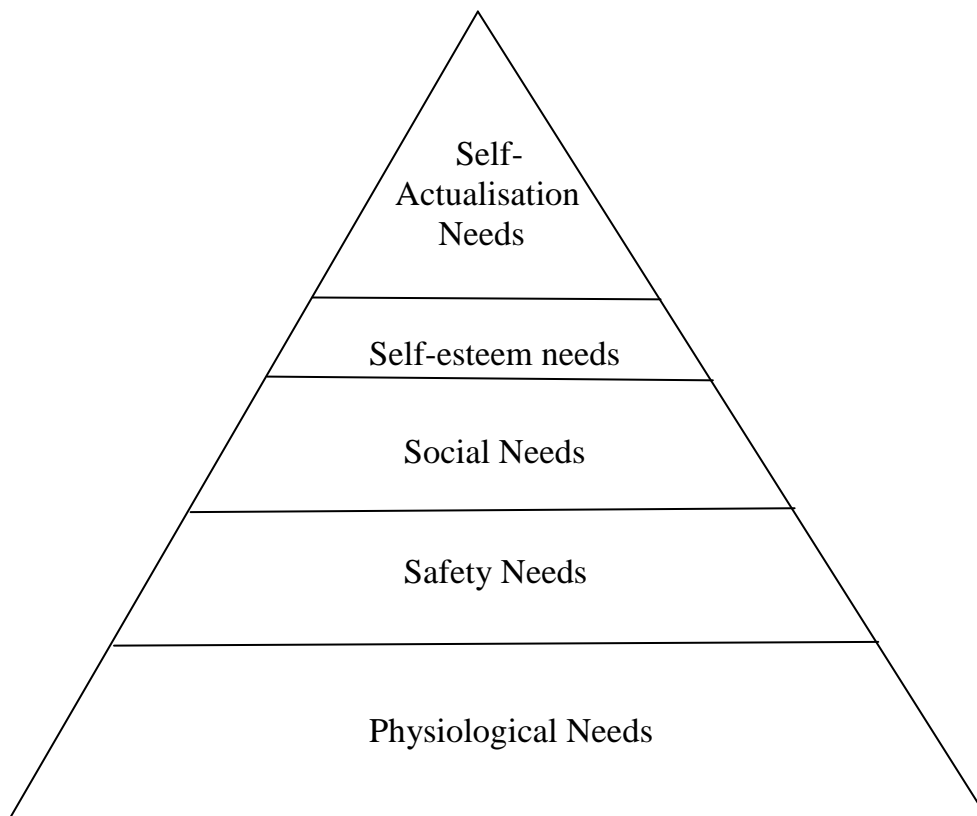 Self-
Actualisation
Needs
Self-esteem needs
Social Needs
Safety Needs
Physiological Needs